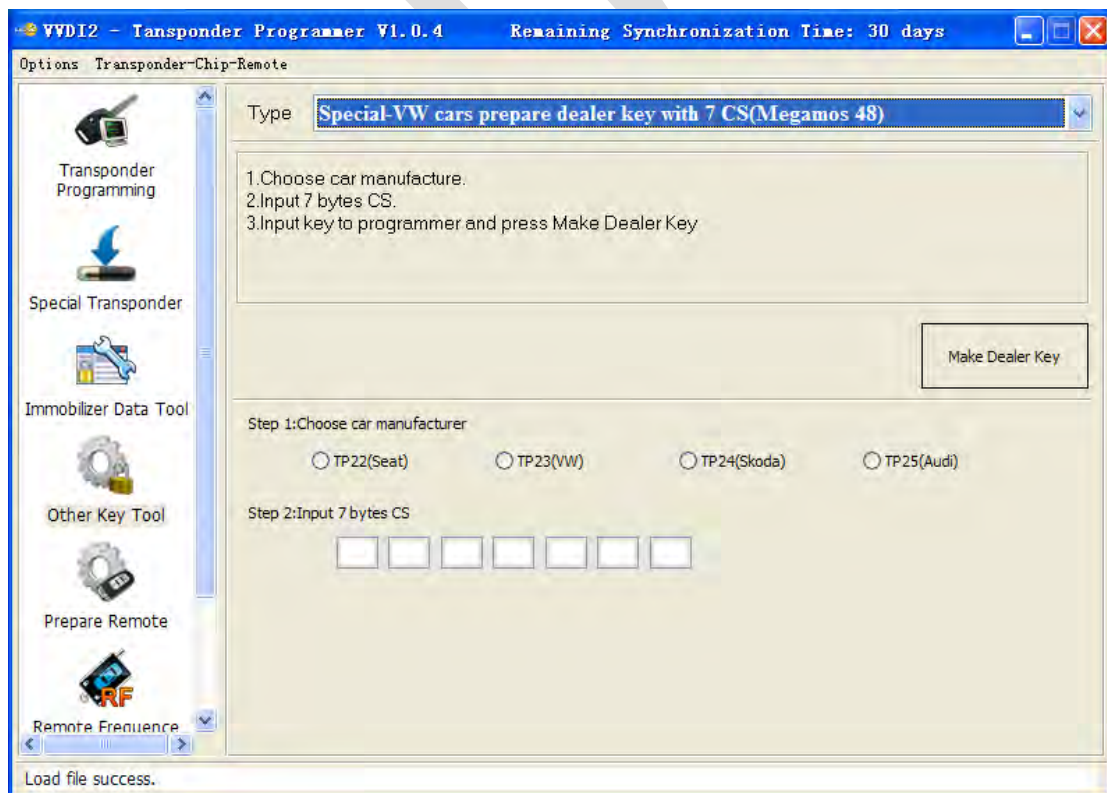 VVDI2 - Tansponder Programmer V1.0.4 Remaining Synchronization Time: 30 days
Options Transponder-Chip-Remote
Transponder
Programming
Special Transponder
Immobilizer Data Tool
Other Key Tool
Prepare Remote
RF
Remote Frequence
Type Special-VW cars prepare dealer key with 7 CS(Megamos 48)
1.Choose car manufacture.
2.Input 7 bytes CS.
3.Input key to programmer and press Make Dealer Key
Make Dealer Key
Step 1:Choose car manufacturer
TP22(Seat) TP23(VW) TP24(Skoda) TP25(Audi)
Step 2:Input 7 bytes CS
Load file success.